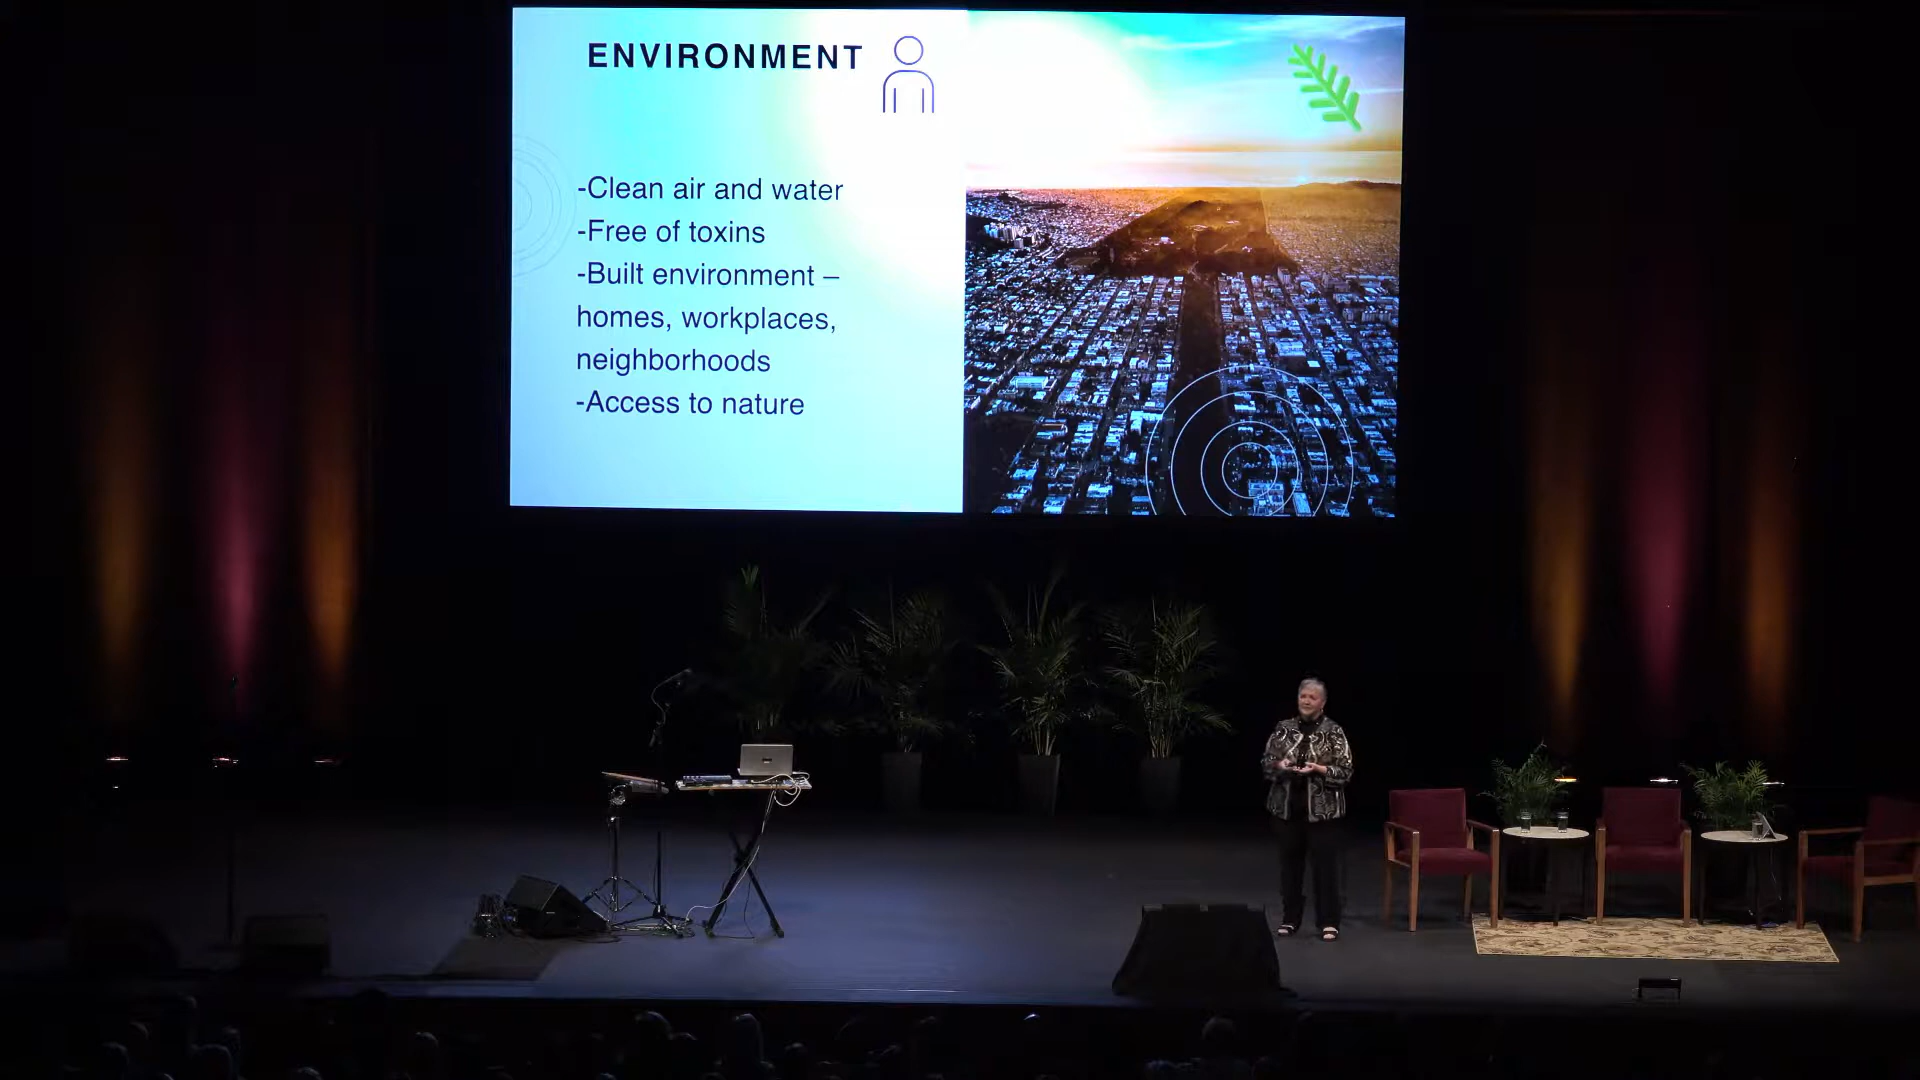 ENVIRONMENT
-Clean air and water
-Free of toxins
-Built environment –
homes, workplaces,
neighborhoods
-Access to nature